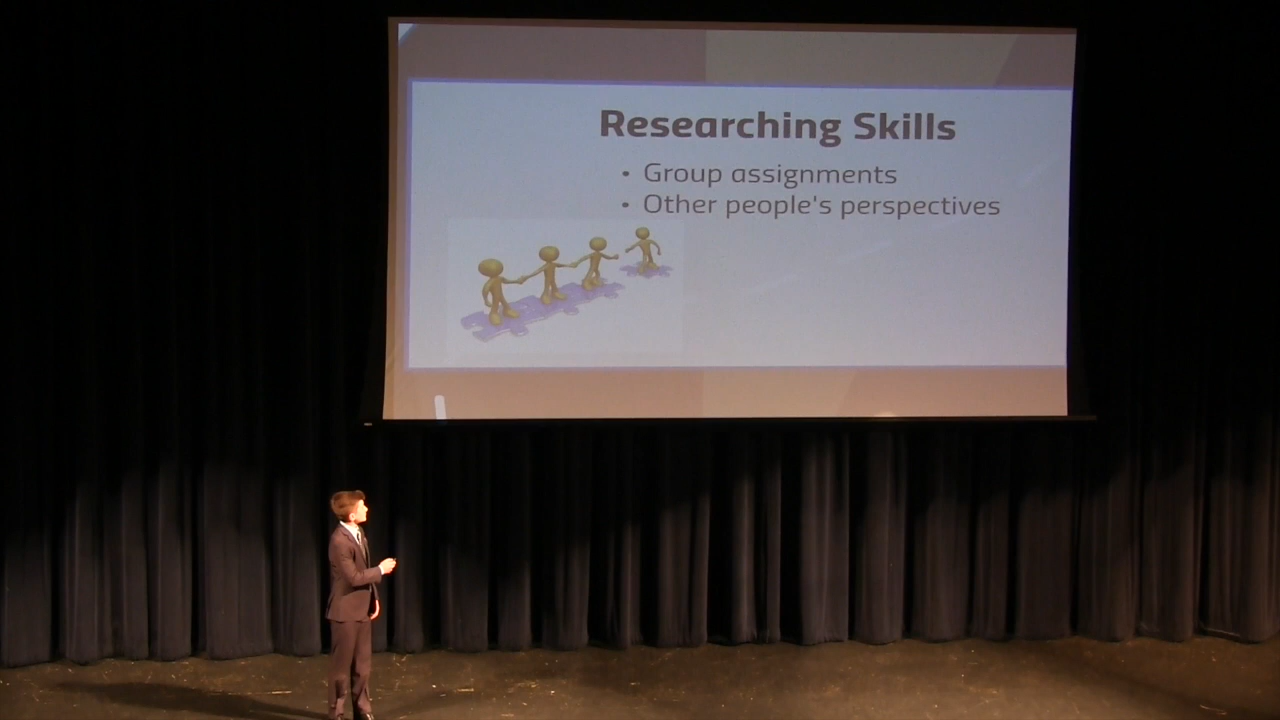 Researching Skills
• Group assignments
• Other people's perspectives